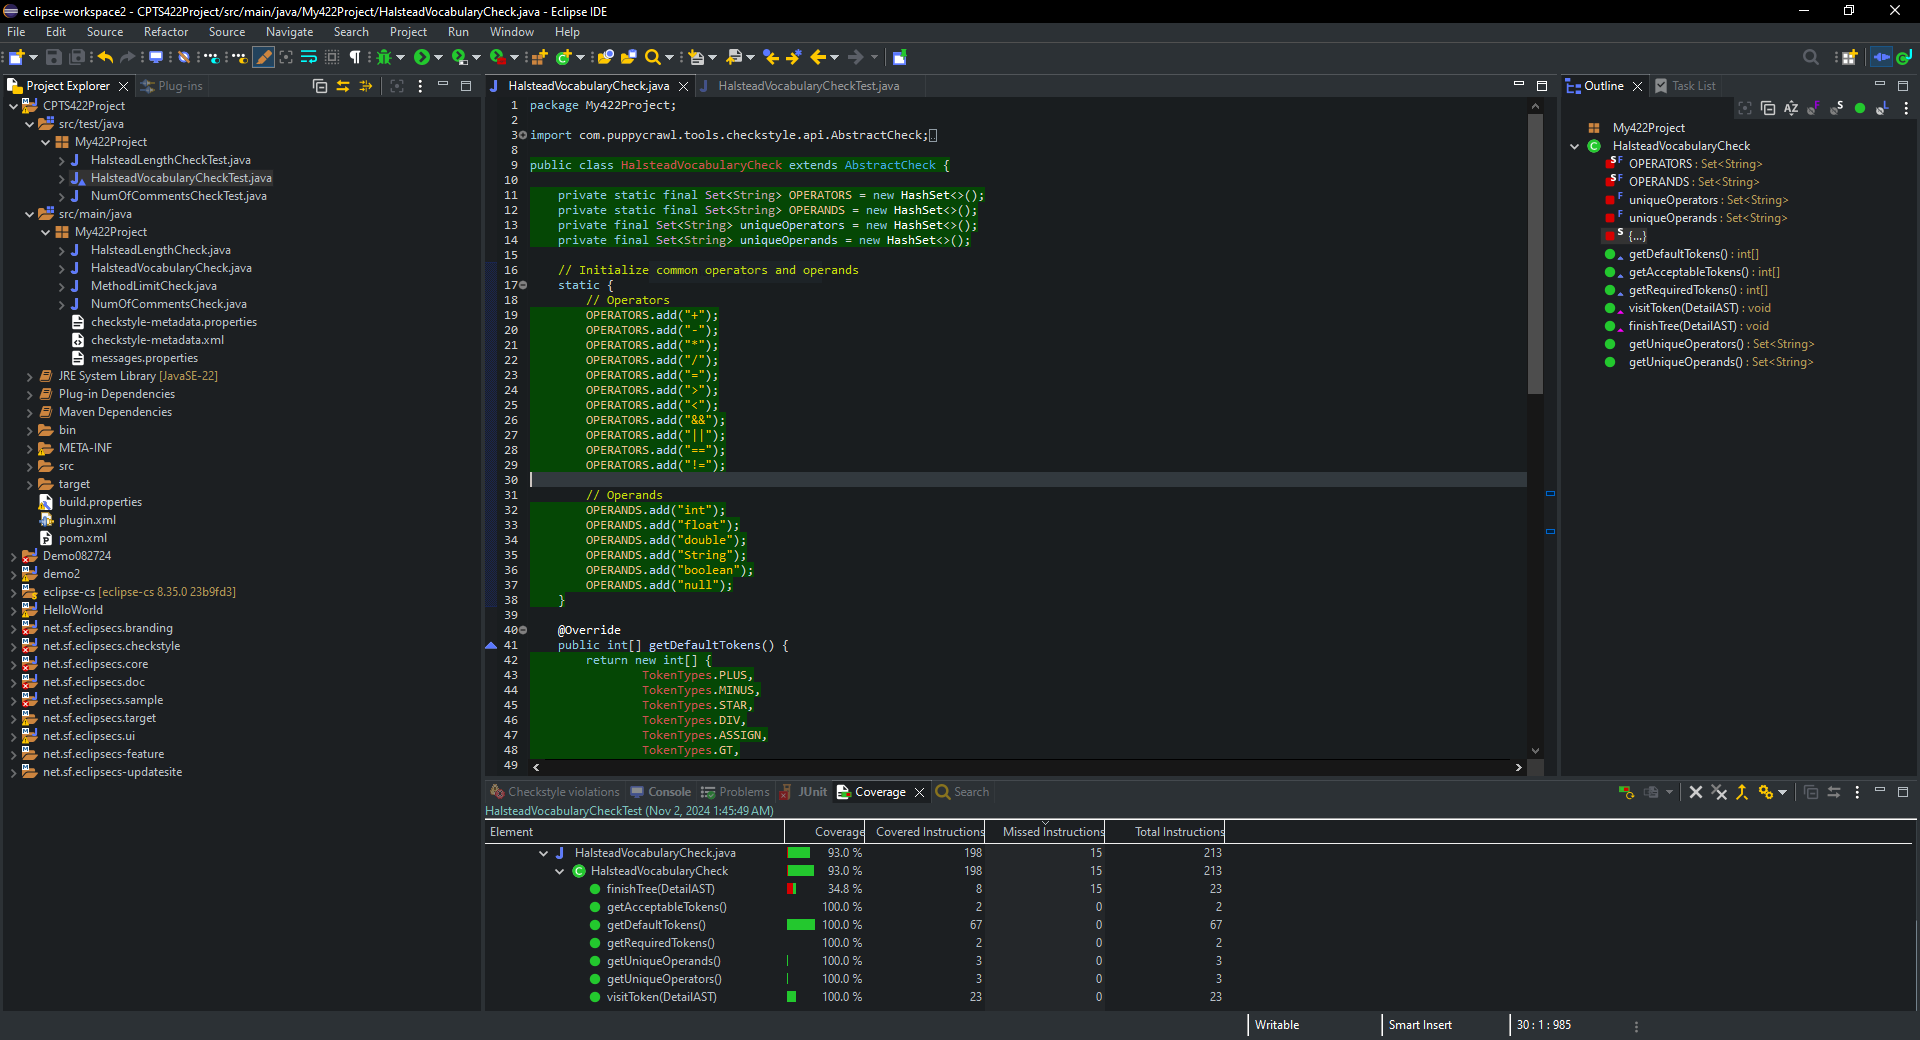 eclipse-workspace2 - CPTS422Project/src/main/java/My422Project/HalsteadVocabularyCheck.java - Eclipse IDE
File Edit Source Refactor Source Navigate Search Project Run Window Help
Project Explorer Plug-ins
CPTS422Project
src/test/java
My422Project
HalsteadLengthCheckTest.java
HalsteadVocabularyCheckTest.java
NumOfCommentsCheckTest.java
src/main/java
My422Project
HalsteadLengthCheck.java
HalsteadVocabularyCheck.java
MethodLimitCheck.java
NumOfCommentsCheck.java
checkstyle-metadata.properties
checkstyle-metadata.xml
messages.properties
JRE System Library [JavaSE-22]
Plug-in Dependencies
Maven Dependencies
bin
META-INF
src
target
build.properties
plugin.xml
pom.xml
Demo082724
demo2
eclipse-cs [eclipse-cs 8.35.0 23b9fd3]
HelloWorld
net.sf.eclipsecs.branding
net.sf.eclipsecs.checkstyle
net.sf.eclipsecs.core
net.sf.eclipsecs.doc
net.sf.eclipsecs.sample
net.sf.eclipsecs.target
net.sf.eclipsecs.ui
net.sf.eclipsecs-feature
net.sf.eclipsecs-updatesite
HalsteadVocabularyCheck.java HalsteadVocabularyCheckTest.java
1 package My422Project;
2
3 import com.puppycrawl.tools.checkstyle.api.AbstractCheck;
8
9 public class HalsteadVocabularyCheck extends AbstractCheck {
10
11 private static final Set<String> OPERATORS = new HashSet<>();
12 private static final Set<String> OPERANDS = new HashSet<>();
13 private final Set<String> uniqueOperators = new HashSet<>();
14 private final Set<String> uniqueOperands = new HashSet<>();
15
16 // Initialize common operators and operands
17 static {
18 // Operators
19 OPERATORS.add("+");
20 OPERATORS.add("-");
21 OPERATORS.add("*");
22 OPERATORS.add("/");
23 OPERATORS.add("=");
24 OPERATORS.add(">");
25 OPERATORS.add("<");
26 OPERATORS.add("&&");
27 OPERATORS.add("||");
28 OPERATORS.add("==");
29 OPERATORS.add("!=");
30
31 // Operands
32 OPERANDS.add("int");
33 OPERANDS.add("float");
34 OPERANDS.add("double");
35 OPERANDS.add("String");
36 OPERANDS.add("boolean");
37 OPERANDS.add("null");
38 }
39
40 @Override
41 public int[] getDefaultTokens() {
42 return new int[] {
43 TokenTypes.PLUS,
44 TokenTypes.MINUS,
45 TokenTypes.STAR,
46 TokenTypes.DIV,
47 TokenTypes.ASSIGN,
48 TokenTypes.GT,
49
Outline Task List
My422Project
HalsteadVocabularyCheck
OPERATORS : Set<String>
OPERANDS : Set<String>
uniqueOperators : Set<String>
uniqueOperands : Set<String>
{...}
getDefaultTokens() : int[]
getAcceptableTokens() : int[]
getRequiredTokens() : int[]
visitToken(DetailAST) : void
finishTree(DetailAST) : void
getUniqueOperators() : Set<String>
getUniqueOperands() : Set<String>
Checkstyle violations Console Problems JUnit Coverage Search
HalsteadVocabularyCheckTest (Nov 2, 2024 1:45:49 AM)
Element Coverage Covered Instructions Missed Instructions Total Instructions
HalsteadVocabularyCheck.java 93.0 % 198 15 213
HalsteadVocabularyCheck 93.0 % 198 15 213
finishTree(DetailAST) 34.8 % 8 15 23
getAcceptableTokens() 100.0 % 2 0 2
getDefaultTokens() 100.0 % 67 0 67
getRequiredTokens() 100.0 % 2 0 2
getUniqueOperands() 100.0 % 3 0 3
getUniqueOperators() 100.0 % 3 0 3
visitToken(DetailAST) 100.0 % 23 0 23
Writable Smart Insert 30 : 1 : 985